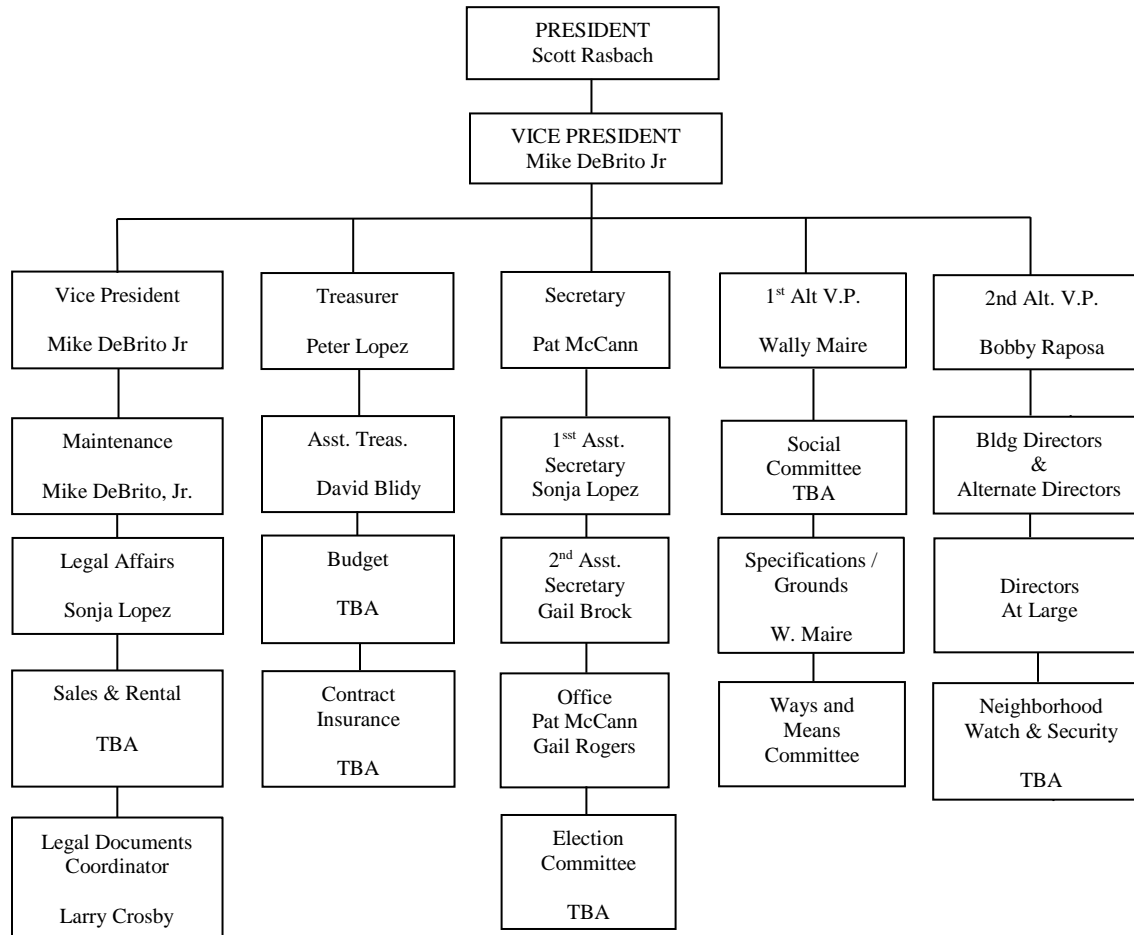 PRESIDENT
Scott Rasbach
VICE PRESIDENT
Mike DeBrito Jr
Vice President
Mike DeBrito Jr
Treasurer
Peter Lopez
Secretary
Pat McCann
1st Alt V.P.
Wally Maire
2nd Alt. V.P.
Bobby Raposa
Maintenance
Mike DeBrito, Jr.
Asst. Treas.
David Blidy
1sst Asst.
Secretary
Sonja Lopez
Social
Committee
TBA
Bldg Directors
&
Alternate Directors
Legal Affairs
Sonja Lopez
Budget
TBA
2nd Asst.
Secretary
Gail Brock
Specifications /
Grounds
W. Maire
Directors
At Large
Sales & Rental
TBA
Contract
Insurance
TBA
Office
Pat McCann
Gail Rogers
Ways and
Means
Committee
Neighborhood
Watch & Security
TBA
Legal Documents
Coordinator
Larry Crosby
Election
Committee
TBA